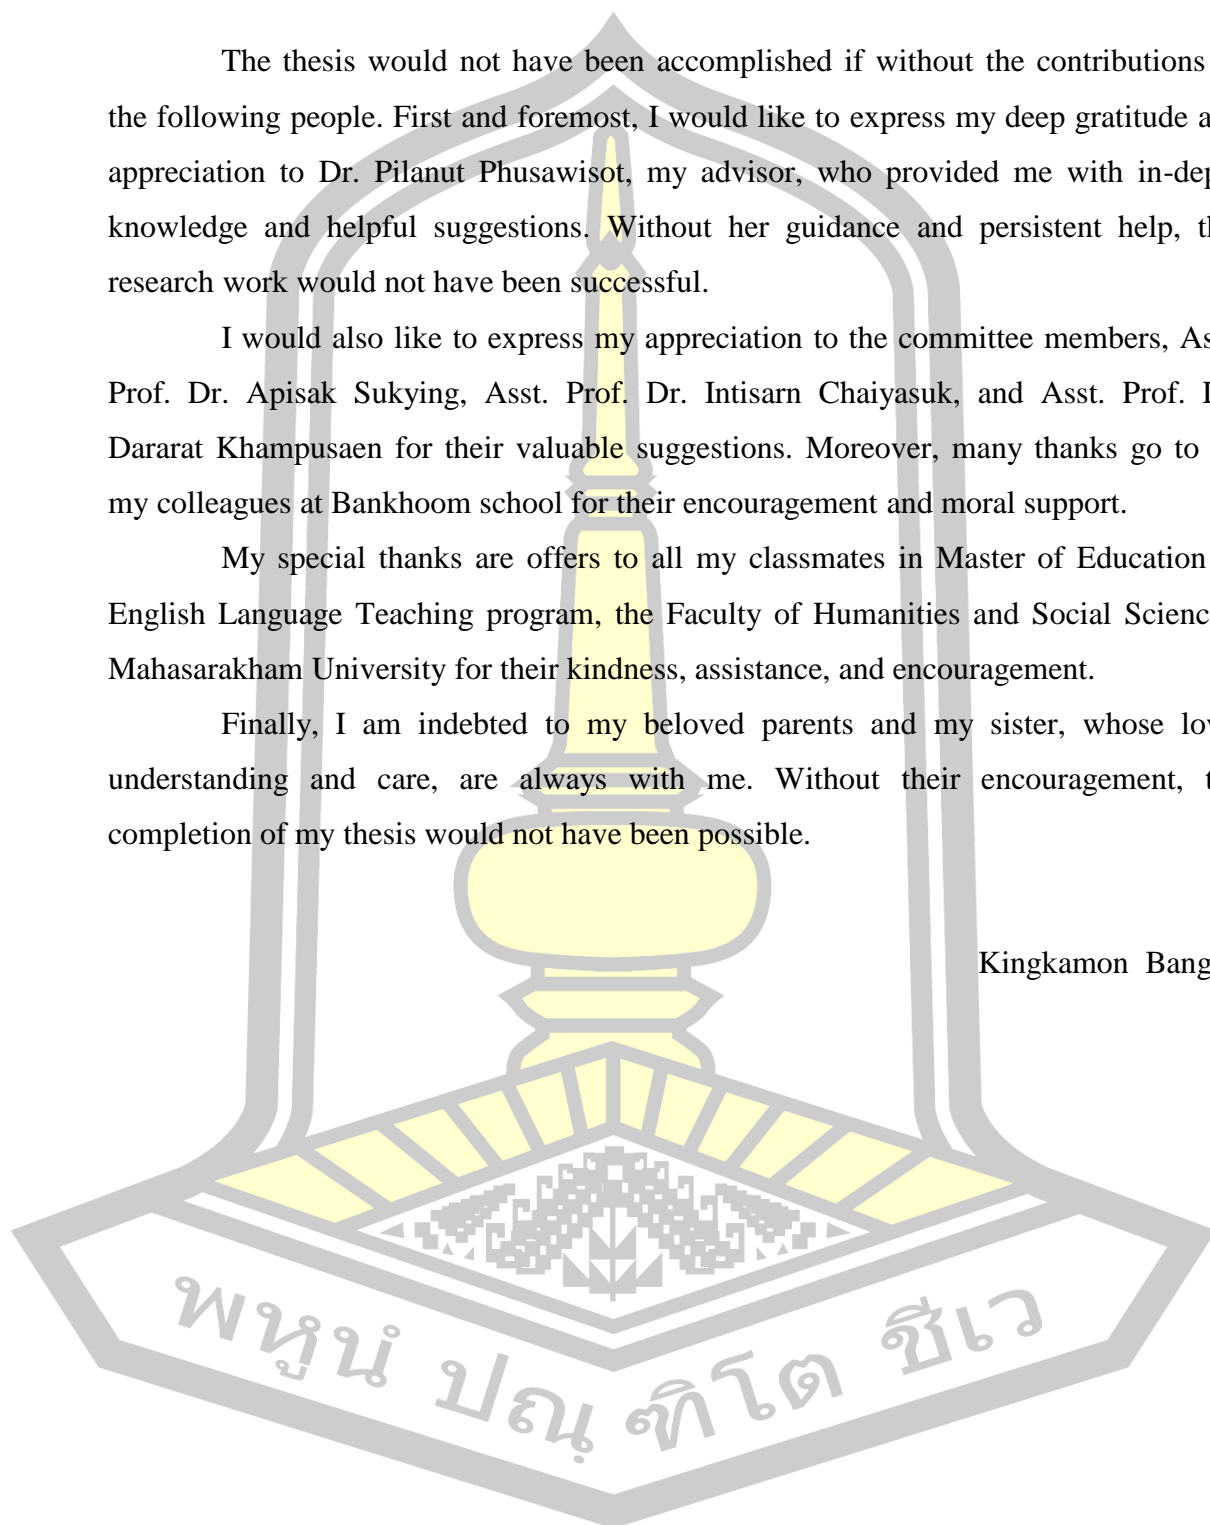 The thesis would not have been accomplished if without the contributions
the following people. First and foremost, I would like to express my deep gratitude a
appreciation to Dr. Pilanut Phusawisot, my advisor, who provided me with in-dep
knowledge and helpful suggestions. Without her guidance and persistent help, th
research work would not have been successful.
I would also like to express my appreciation to the committee members, As
Prof. Dr. Apisak Sukying, Asst. Prof. Dr. Intisarn Chaiyasuk, and Asst. Prof. D
Dararat Khampusaen for their valuable suggestions. Moreover, many thanks go to
my colleagues at Bankhoom school for their encouragement and moral support.
My special thanks are offers to all my classmates in Master of Education
English Language Teaching program, the Faculty of Humanities and Social Scienc
Mahasarakham University for their kindness, assistance, and encouragement.
Finally, I am indebted to my beloved parents and my sister, whose lov
understanding and care, are always with me. Without their encouragement, t
completion of my thesis would not have been possible.
Kingkamon Bang
พหูนํ ปณฺฑิโต ชีเว